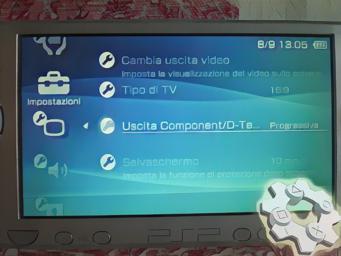 8/9 13.05
Cambia uscita video
Imposta la visualizzazione del video sullo schermo
Impostazioni
Tipo di TV 16:9
Uscita Component/D-Te... Progressiva
Salvaschermo 10 min
Imposta la funzione di protezione dello
PSP